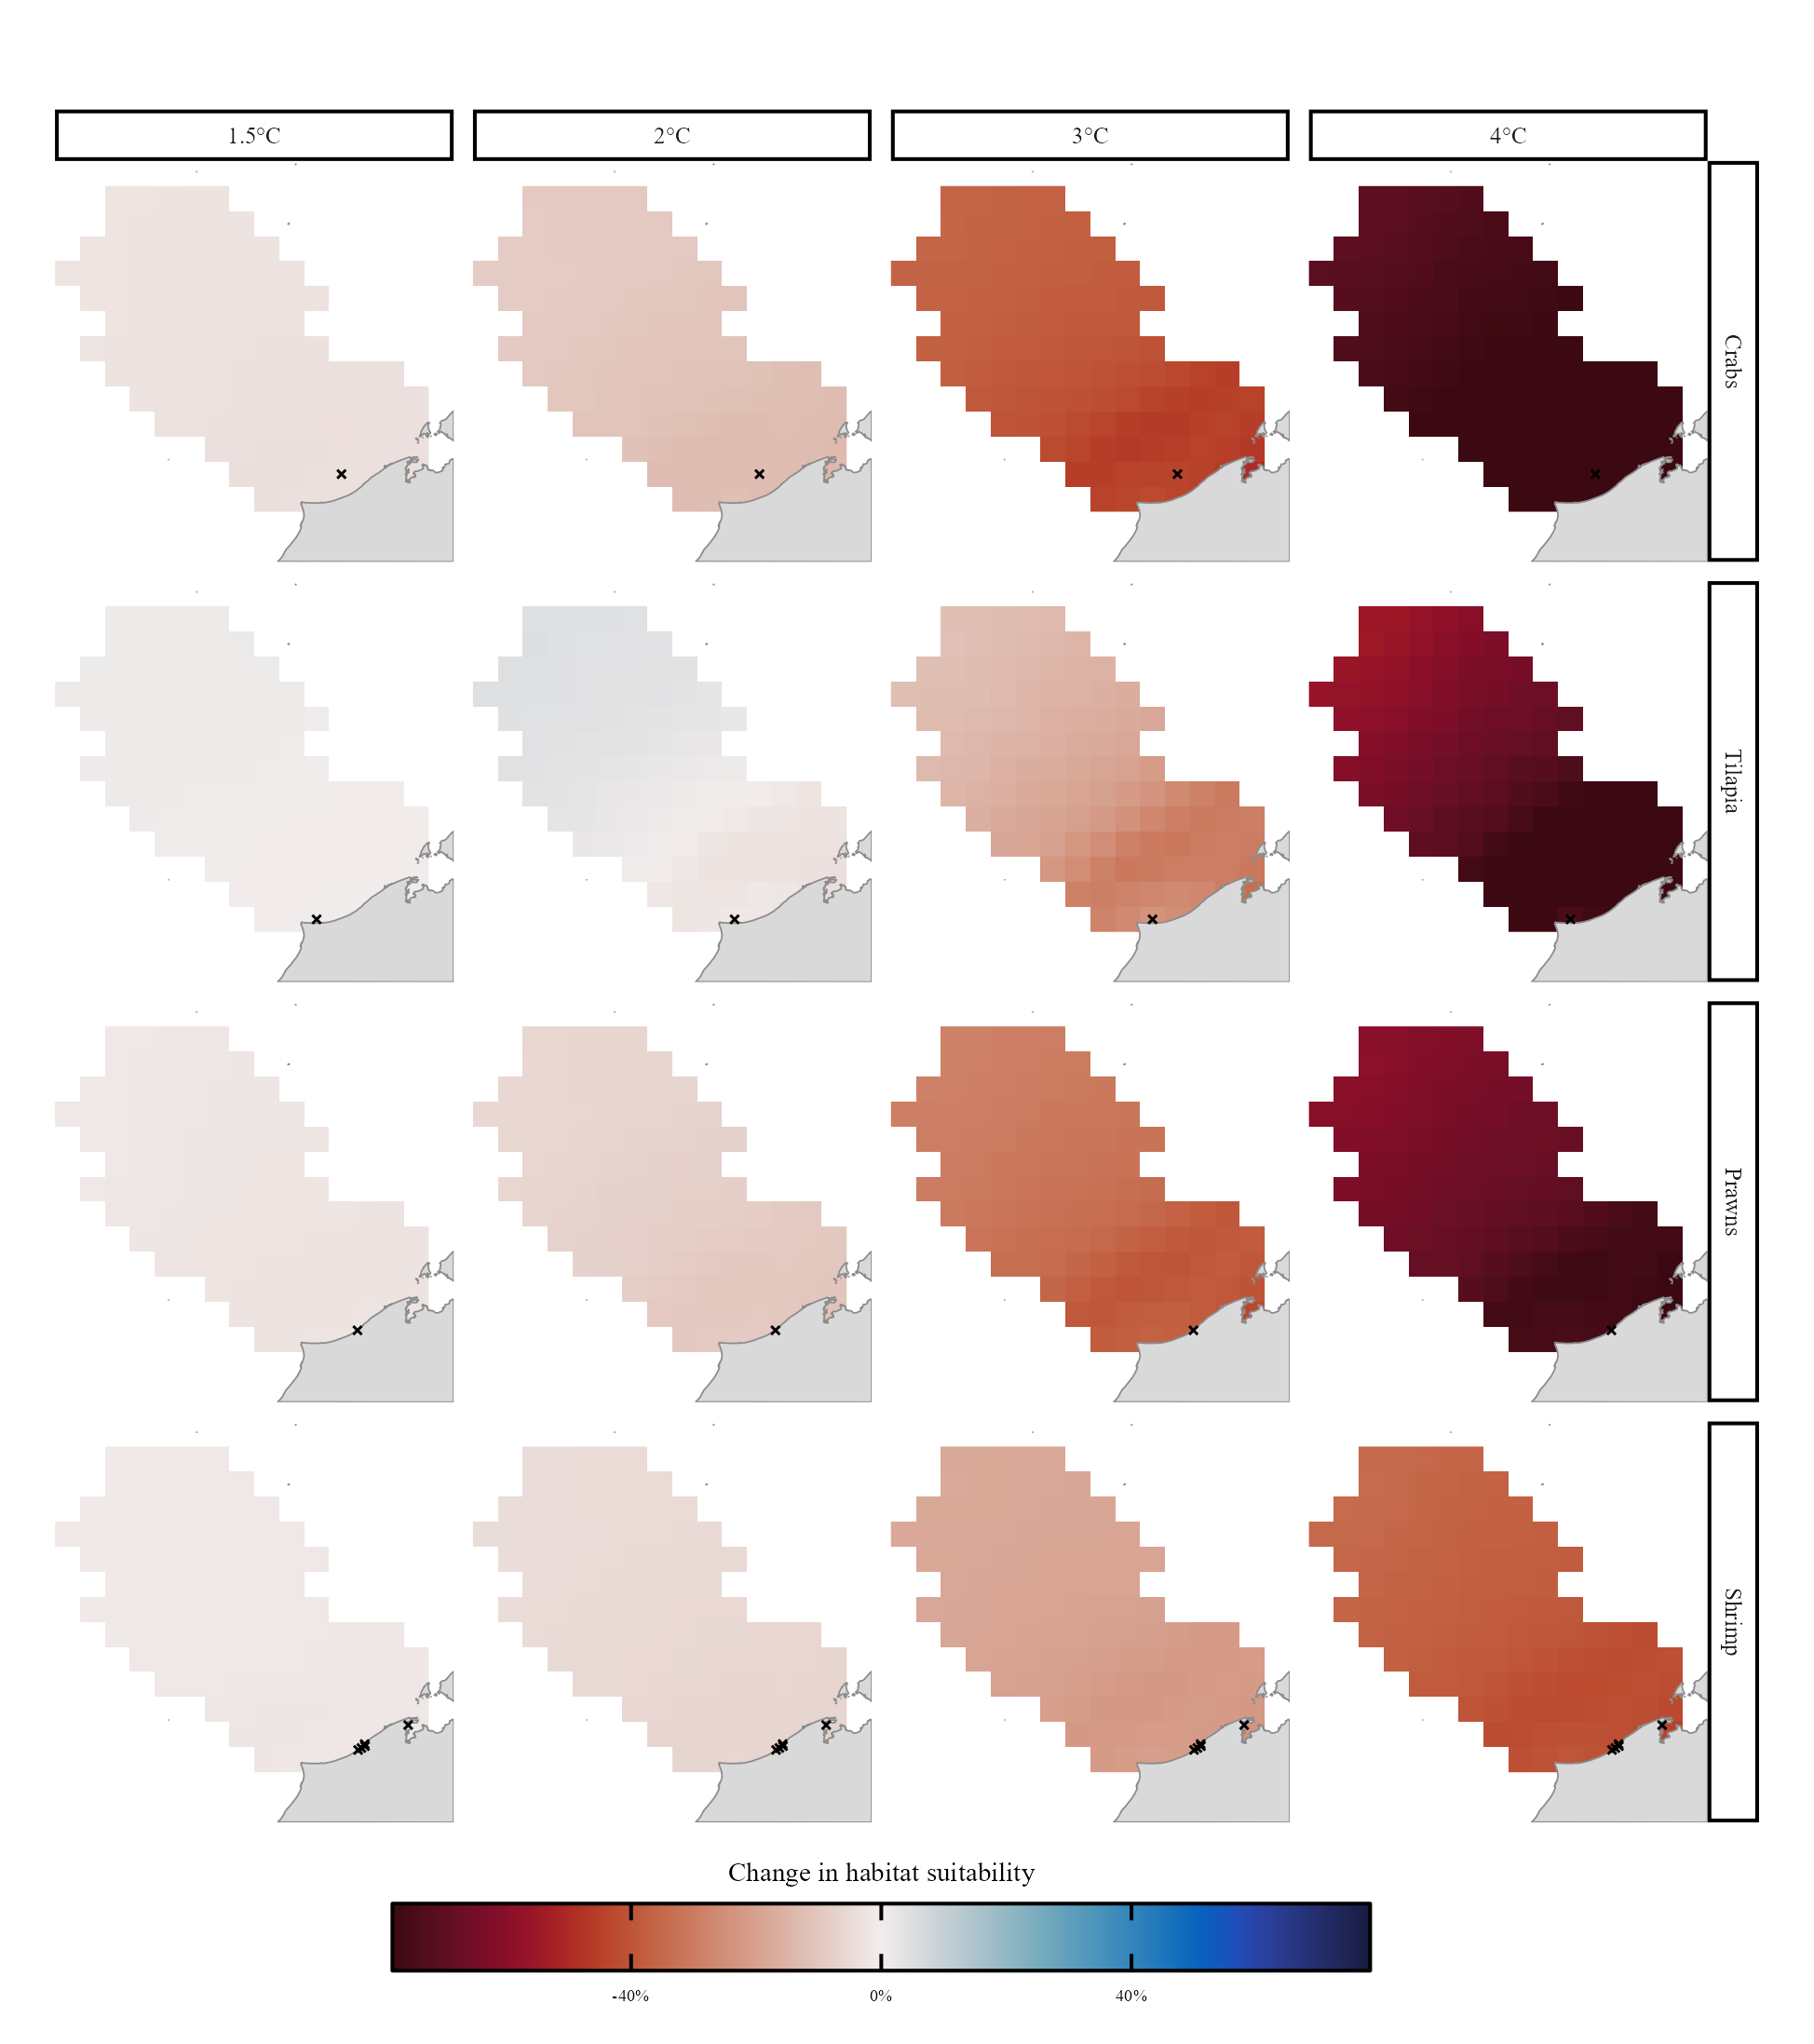 1.5°C
2°C
3°C
4°C
Crabs
Tilapia
Prawns
Shrimp
Change in habitat suitability
-40%
0%
40%